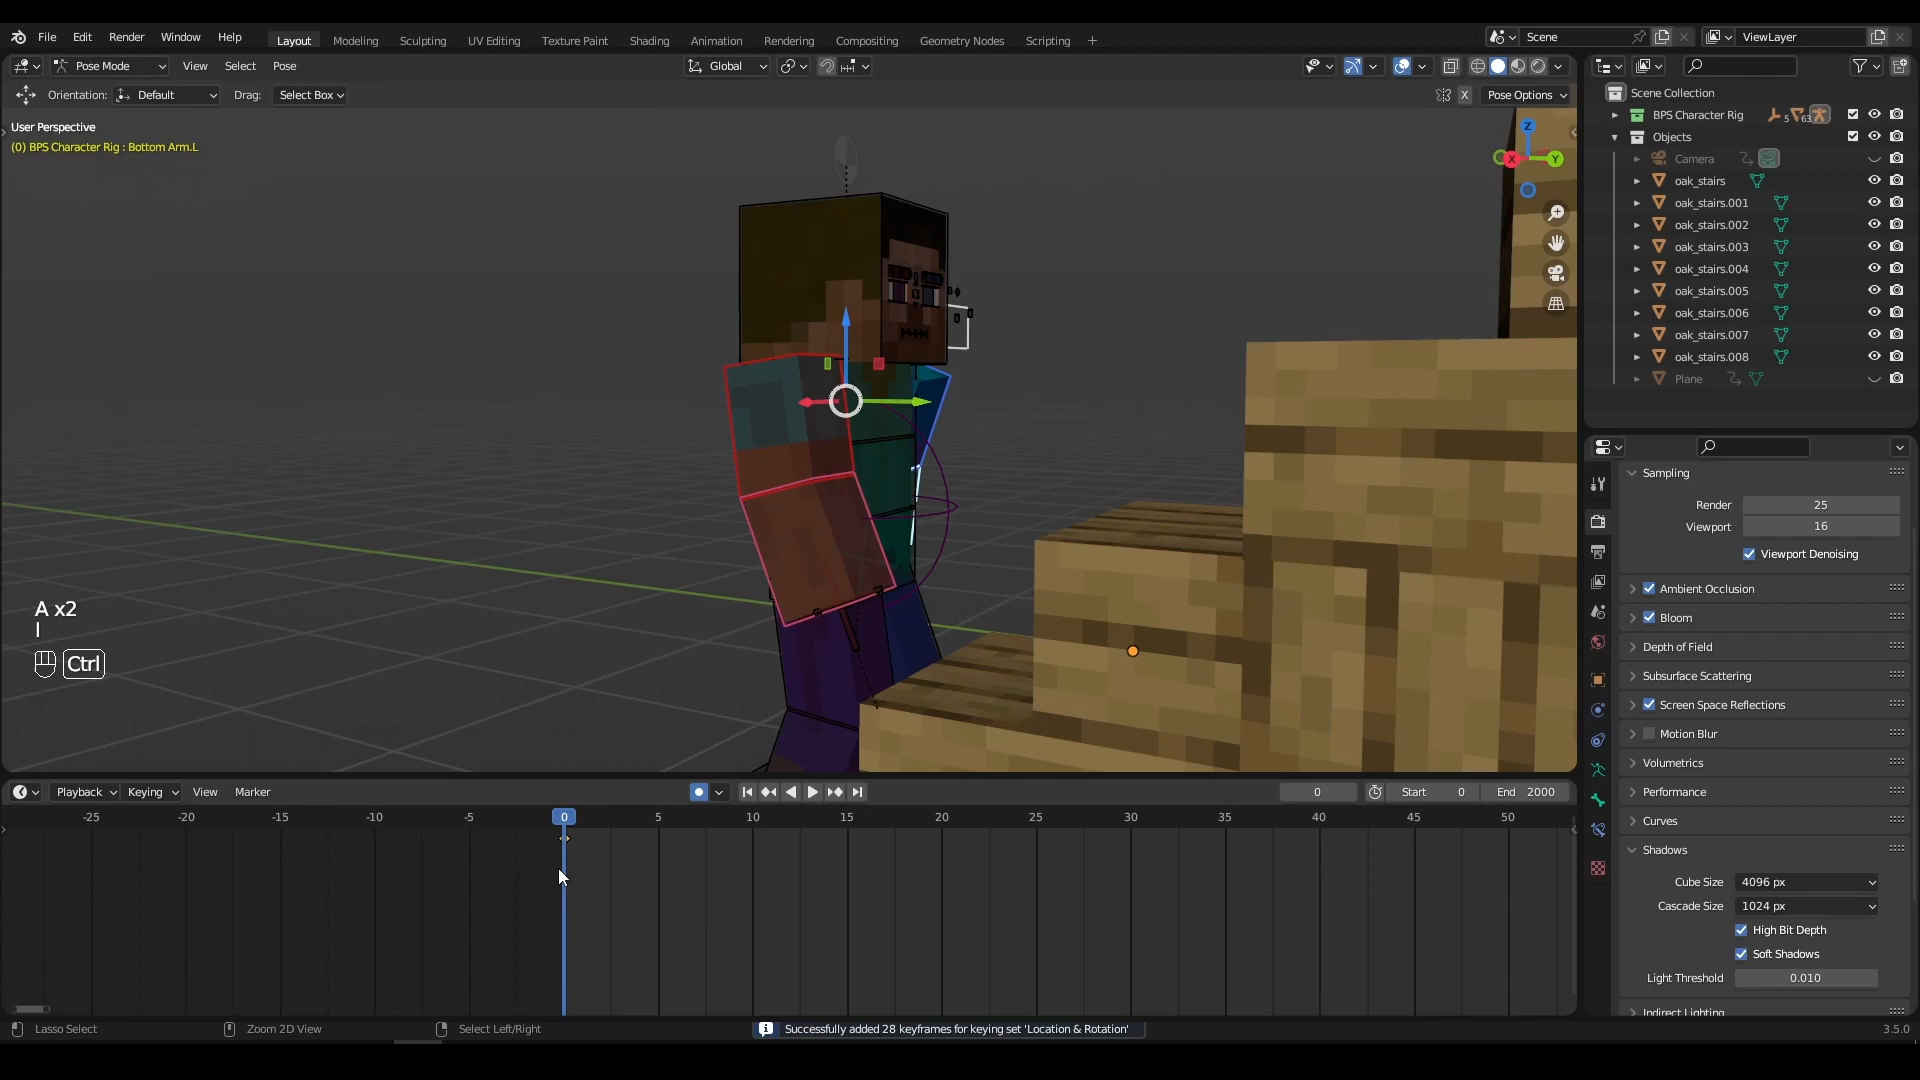 File Edit Render Window Help Layout Modeling Sculpting UV Editing Texture Paint Shading Animation Rendering Compositing Geometry Nodes Scripting + Scene ViewLayer
Pose Mode View Select Pose Global
Orientation: Default Drag: Select Box X Pose Options
User Perspective
(0) BPS Character Rig : Bottom Arm.L
Z
X
Y
A x2
I
Ctrl
Scene Collection
BPS Character Rig 5 63
Objects
Camera
oak_stairs
oak_stairs.001
oak_stairs.002
oak_stairs.003
oak_stairs.004
oak_stairs.005
oak_stairs.006
oak_stairs.007
oak_stairs.008
Plane
Sampling
Render 25
Viewport 16
Viewport Denoising
Ambient Occlusion
Bloom
Depth of Field
Subsurface Scattering
Screen Space Reflections
Motion Blur
Volumetrics
Performance
Curves
Shadows
Cube Size 4096 px
Cascade Size 1024 px
High Bit Depth
Soft Shadows
Light Threshold 0.010
Indirect Lighting
Playback Keying View Marker 0 Start 0 End 2000
-25 -20 -15 -10 -5 0 5 10 15 20 25 30 35 40 45 50
Lasso Select Zoom 2D View Select Left/Right Successfully added 28 keyframes for keying set 'Location & Rotation' 3.5.0